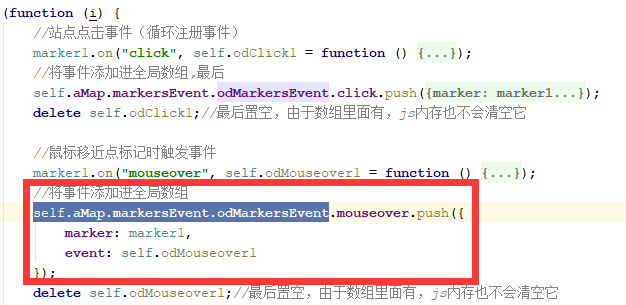 (function (i) {
//站点点击事件（循环注册事件）
marker1.on("click", self.odClick1 = function () {...});
//将事件添加进全局数组,最后
self.aMap.markersEvent.odMarkersEvent.click.push({marker: marker1...});
delete self.odClick1;//最后置空，由于数组里面有，js内存也不会清空它
//鼠标移近点标记时触发事件
marker1.on("mouseover", self.odMouseover1 = function () {...});
//将事件添加进全局数组
self.aMap.markersEvent.odMarkersEvent.mouseover.push({
marker: marker1,
event: self.odMouseover1
});
delete self.odMouseover1;//最后置空，由于数组里面有，js内存也不会清空它